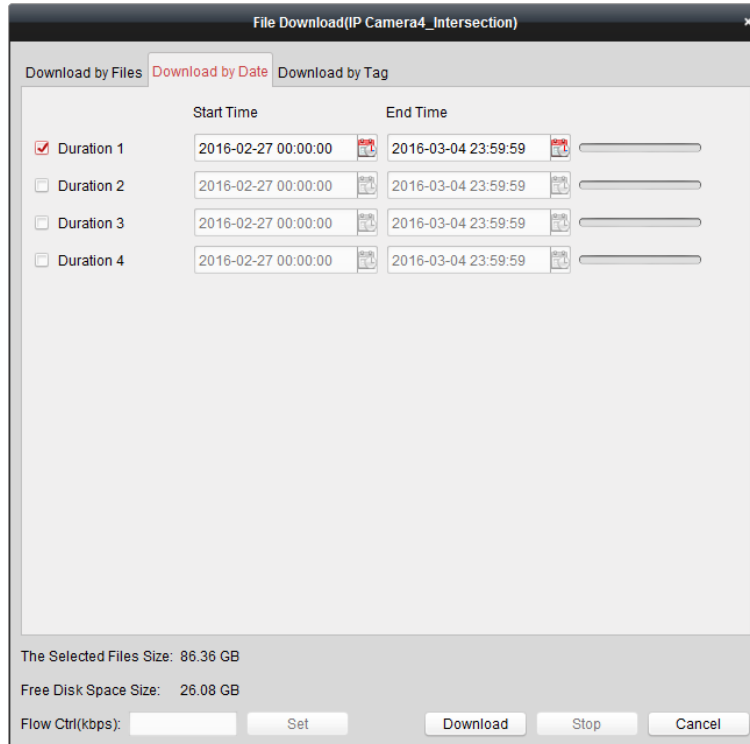 File Download(IP Camera4_Intersection)
Download by Files Download by Date Download by Tag
Start Time End Time
Duration 1 2016-02-27 00:00:00 2016-03-04 23:59:59
Duration 2 2016-02-27 00:00:00 2016-03-04 23:59:59
Duration 3 2016-02-27 00:00:00 2016-03-04 23:59:59
Duration 4 2016-02-27 00:00:00 2016-03-04 23:59:59
The Selected Files Size: 86.36 GB
Free Disk Space Size: 26.08 GB
Flow Ctrl(kbps): Set Download Stop Cancel